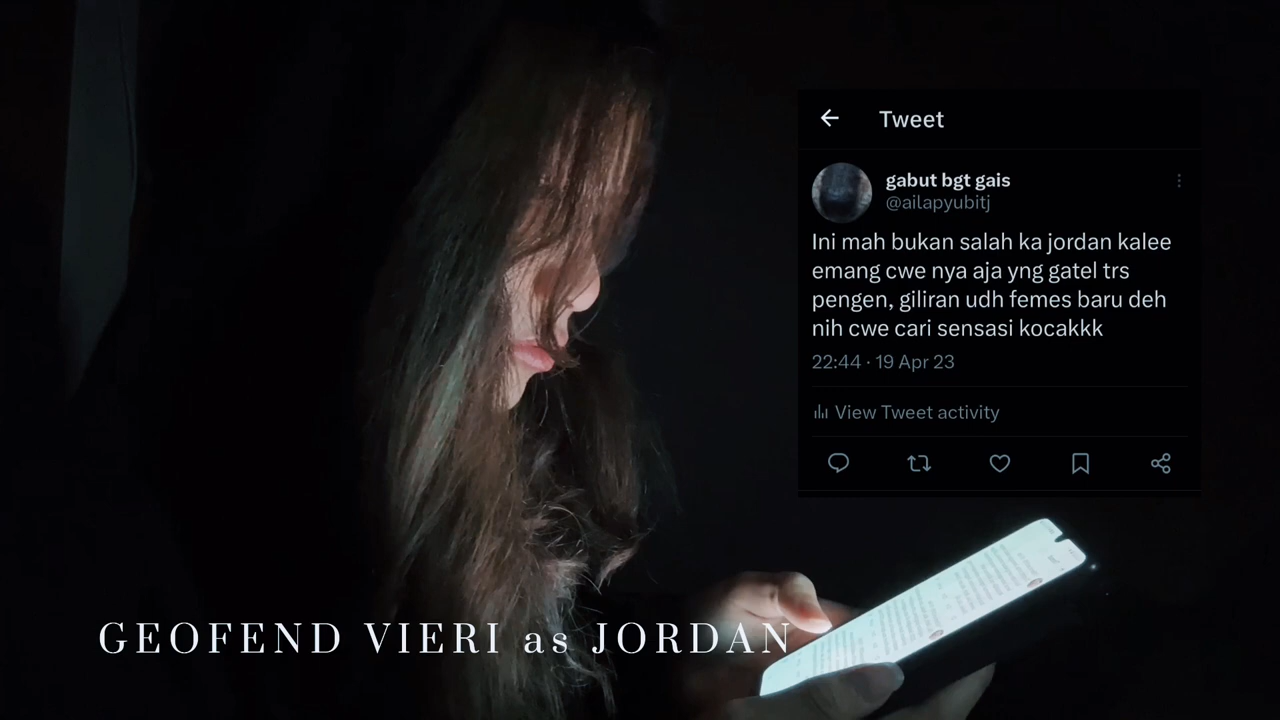 Tweet
gabut bgt gais
@ailapyubitj
Ini mah bukan salah ka jordan kalee
emang cwe nya aja yng gatel trs
pengen, giliran udh femes baru deh
nih cwe cari sensasi kocakkk
22:44 · 19 Apr 23
View Tweet activity
GEOFEND VIERI as JORDAN